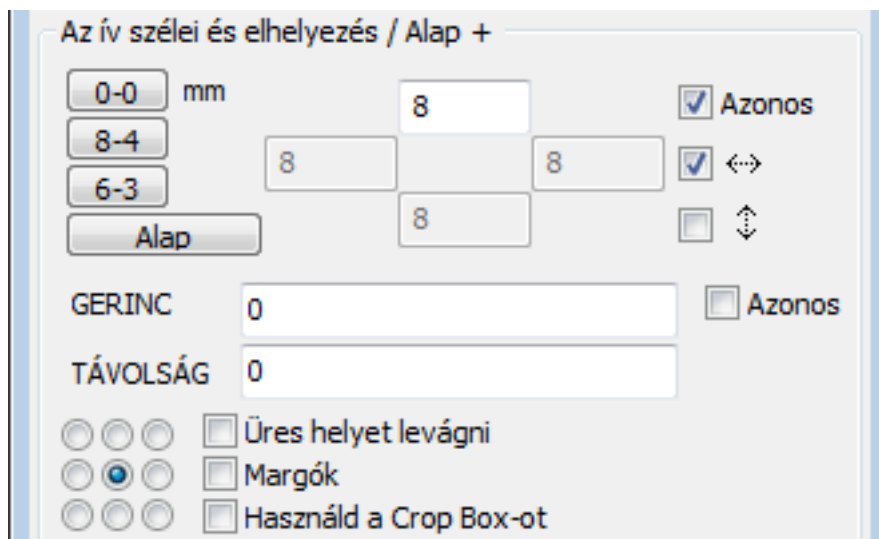 Az ív szélei és elhelyezés / Alap +
0-0 mm 8 Azonos
8-4 8 8
6-3 8
Alap
GERINC 0 Azonos
TÁVOLSÁG 0
Üres helyet levágni
Margók
Használd a Crop Box-ot